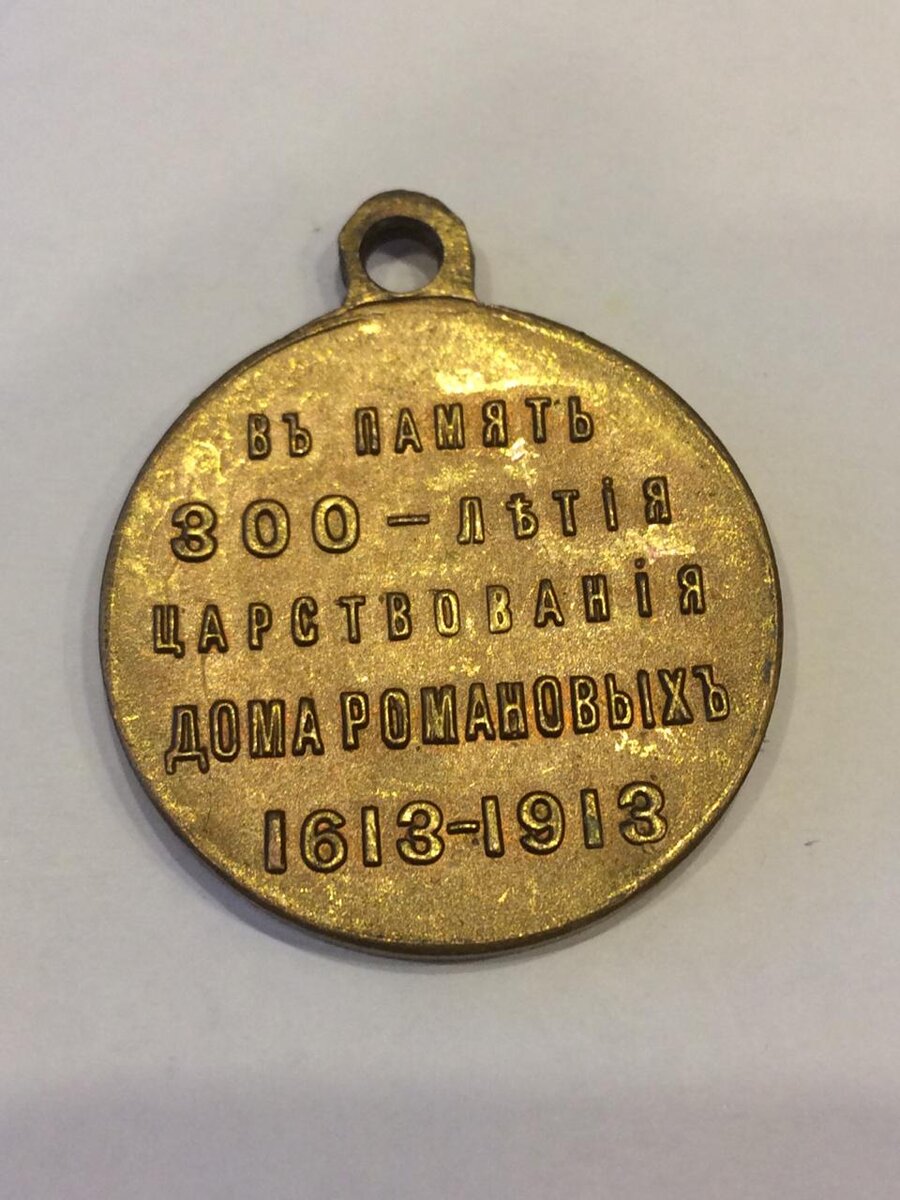 ВЪ ПАМЯТЬ
300-ЛѢТІЯ
ЦАРСТВОВАНІЯ
ДОМА РОМАНОВЫХЪ
1613-1913